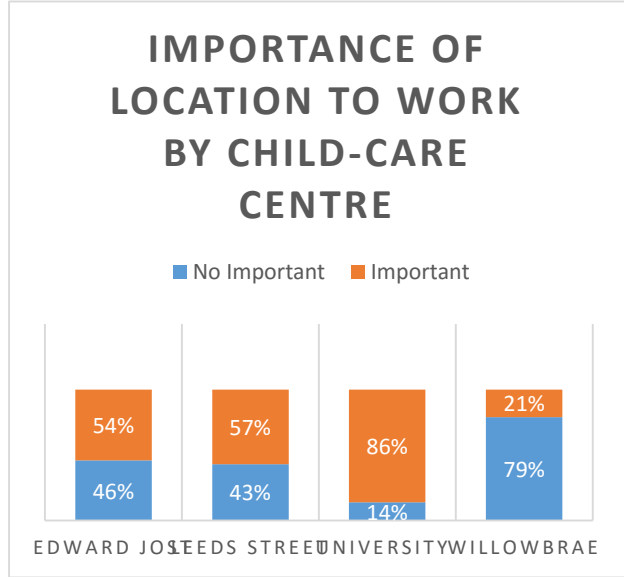 IMPORTANCE OF
LOCATION TO WORK
BY CHILD-CARE
CENTRE
No Important Important
54% 57% 86% 21%
46% 43% 14% 79%
EDWARD JOST LEEDS STREET UNIVERSITY WILLOWBRAE